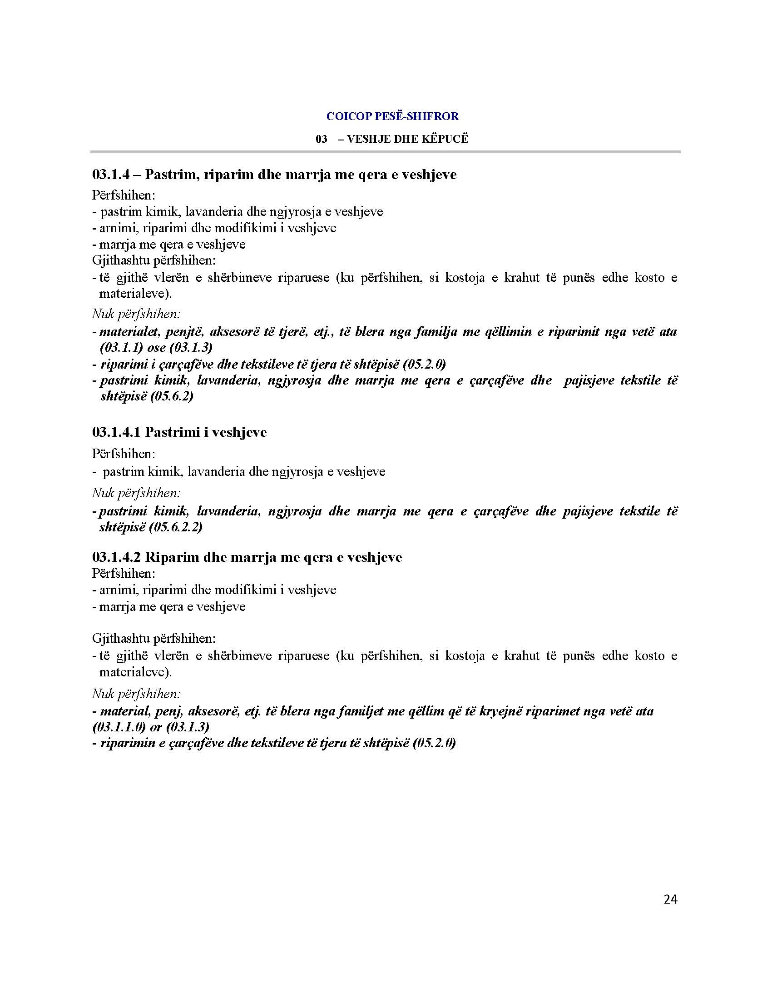 COICOP PESË-SHIFROR
03 – VESHJE DHE KËPUCË
03.1.4 – Pastrim, riparim dhe marrja me qera e veshjeve
Përfshihen:
- pastrim kimik, lavanderia dhe ngjyrosja e veshjeve
- arnimi, riparimi dhe modifikimi i veshjeve
- marrja me qera e veshjeve
Gjithashtu përfshihen:
- të gjithë vlerën e shërbimeve riparuese (ku përfshihen, si kostoja e krahut të punës edhe kosto e
materialeve).
Nuk përfshihen:
- materialet, penjtë, aksesorë të tjerë, etj., të blera nga familja me qëllimin e riparimit nga vetë ata
(03.1.1) ose (03.1.3)
- riparimi i çarçafëve dhe tekstileve të tjera të shtëpisë (05.2.0)
- pastrimi kimik, lavanderia, ngjyrosja dhe marrja me qera e çarçafëve dhe pajisjeve tekstile të
shtëpisë (05.6.2)
03.1.4.1 Pastrimi i veshjeve
Përfshihen:
- pastrim kimik, lavanderia dhe ngjyrosja e veshjeve
Nuk përfshihen:
- pastrimi kimik, lavanderia, ngjyrosja dhe marrja me qera e çarçafëve dhe pajisjeve tekstile të
shtëpisë (05.6.2.2)
03.1.4.2 Riparim dhe marrja me qera e veshjeve
Përfshihen:
- arnimi, riparimi dhe modifikimi i veshjeve
- marrja me qera e veshjeve
Gjithashtu përfshihen:
- të gjithë vlerën e shërbimeve riparuese (ku përfshihen, si kostoja e krahut të punës edhe kosto e
materialeve).
Nuk përfshihen:
- material, penj, aksesorë, etj. të blera nga familjet me qëllim që të kryejnë riparimet nga vetë ata
(03.1.1.0) or (03.1.3)
- riparimin e çarçafëve dhe tekstileve të tjera të shtëpisë (05.2.0)
24